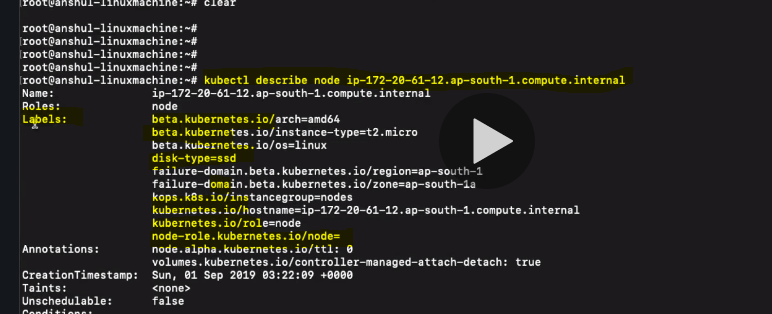 root@anshul-linuxmachine:~# clear
root@anshul-linuxmachine:~#
root@anshul-linuxmachine:~#
root@anshul-linuxmachine:~#
root@anshul-linuxmachine:~#
root@anshul-linuxmachine:~# kubectl describe node ip-172-20-61-12.ap-south-1.compute.internal
Name: ip-172-20-61-12.ap-south-1.compute.internal
Roles: node
Labels: beta.kubernetes.io/arch=amd64
beta.kubernetes.io/instance-type=t2.micro
beta.kubernetes.io/os=linux
disk-type=ssd
failure-domain.beta.kubernetes.io/region=ap-south-1
failure-domain.beta.kubernetes.io/zone=ap-south-1a
kops.k8s.io/instancegroup=nodes
kubernetes.io/hostname=ip-172-20-61-12.ap-south-1.compute.internal
kubernetes.io/role=node
node-role.kubernetes.io/node=
Annotations: node.alpha.kubernetes.io/ttl: 0
volumes.kubernetes.io/controller-managed-attach-detach: true
CreationTimestamp: Sun, 01 Sep 2019 03:22:09 +0000
Taints: <none>
Unschedulable: false
Conditions: